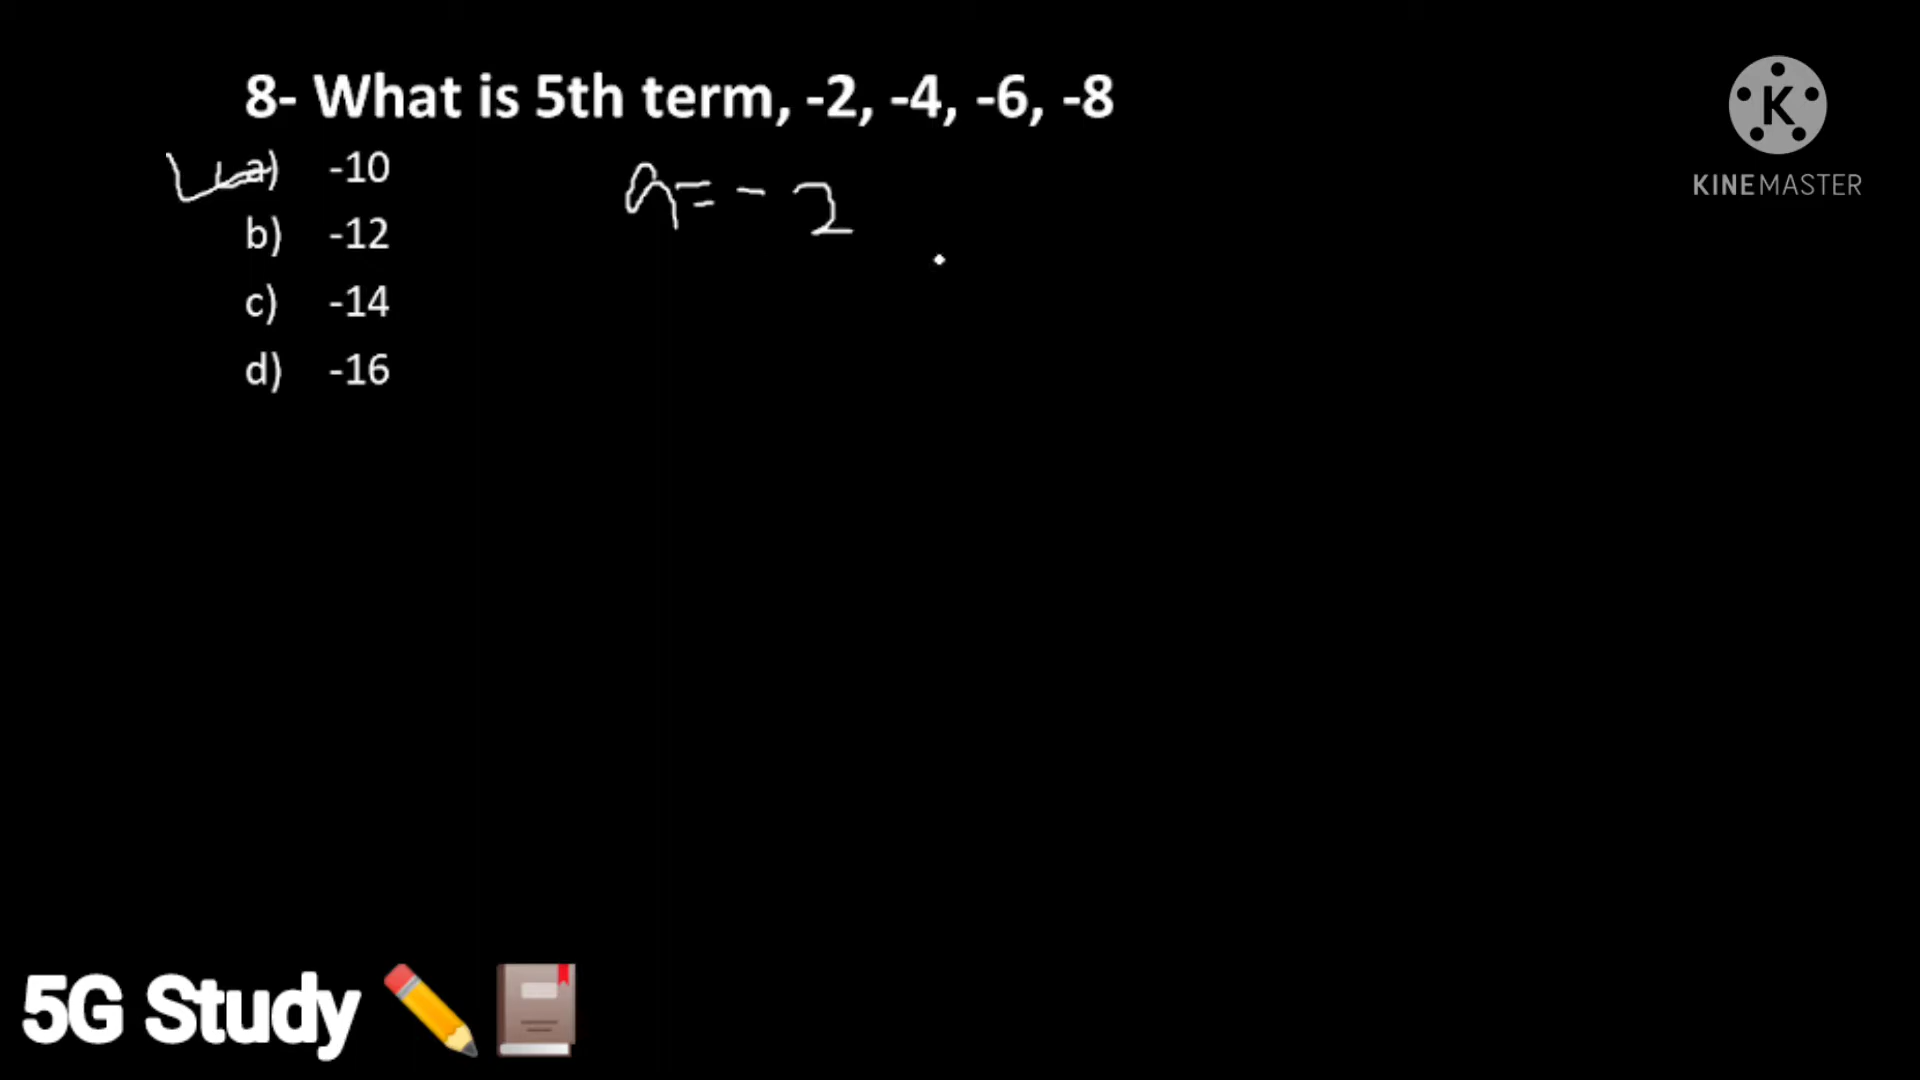 8- What is 5th term, -2, -4, -6, -8
a) -10
a = - 2
b) -12
c) -14
d) -16
K
KINEMASTER
5G Study